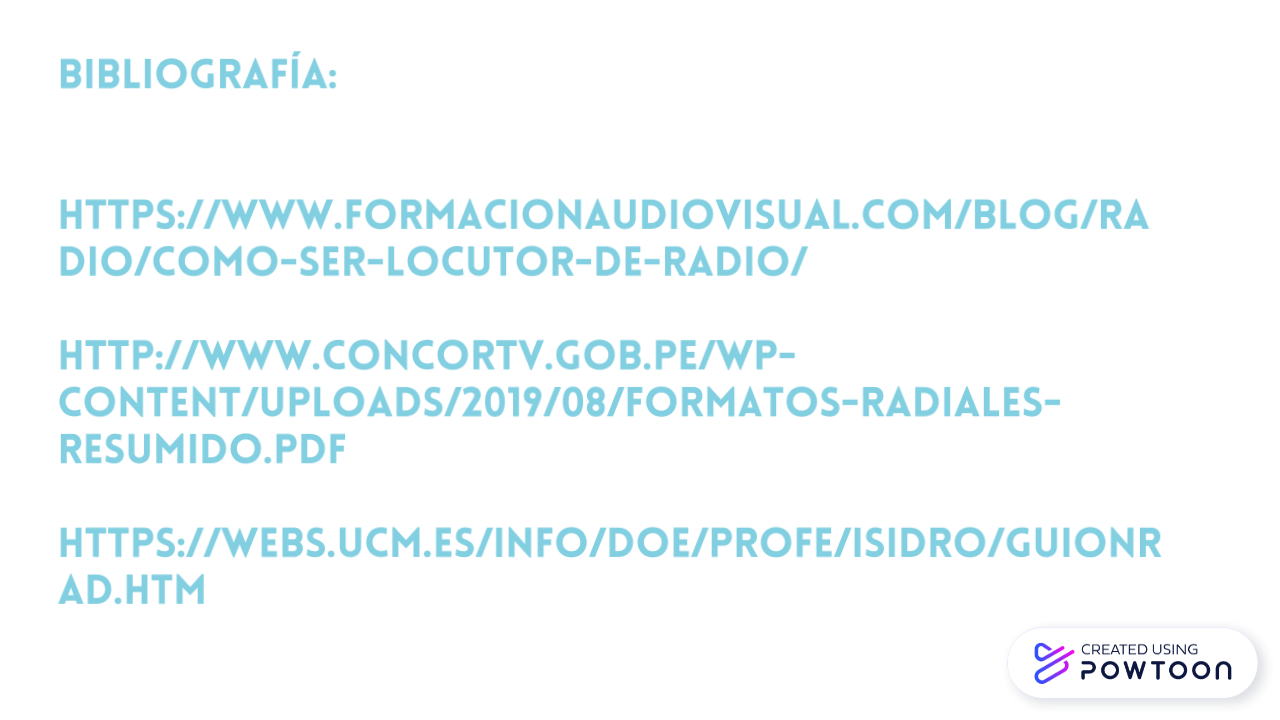 BIBLIOGRAFÍA:
HTTPS://WWW.FORMACIONAUDIOVISUAL.COM/BLOG/RA
DIO/COMO-SER-LOCUTOR-DE-RADIO/
HTTP://WWW.CONCORTV.GOB.PE/WP-
CONTENT/UPLOADS/2019/08/FORMATOS-RADIALES-
RESUMIDO.PDF
HTTPS://WEBS.UCM.ES/INFO/DOE/PROFE/ISIDRO/GUIONR
AD.HTM
CREATED USING
POWTOON